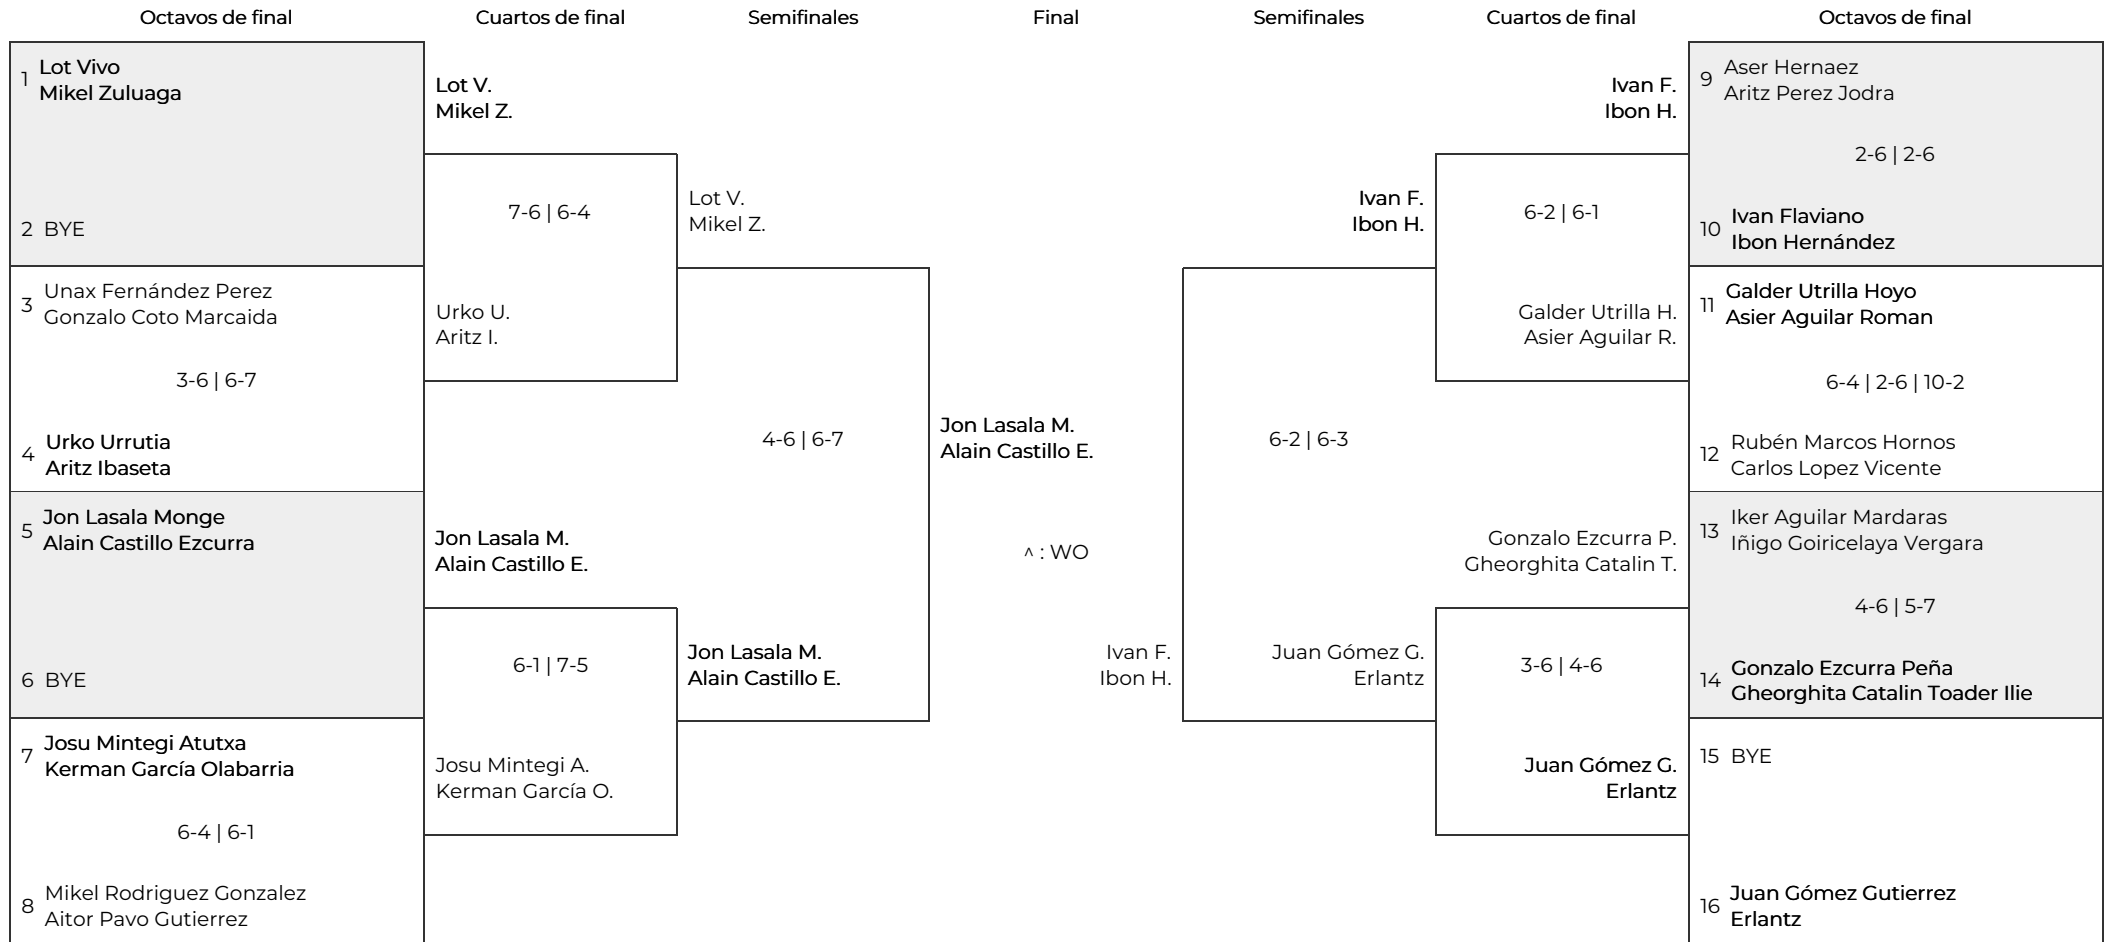 Octavos de final
Cuartos de final
Semifinales
Final
Semifinales
Cuartos de final
Octavos de final
1
Lot Vivo
Mikel Zuluaga
2 BYE
3
Unax Fernández Perez
Gonzalo Coto Marcaida
3-6 | 6-7
4
Urko Urrutia
Aritz Ibaseta
5
Jon Lasala Monge
Alain Castillo Ezcurra
6 BYE
7
Josu Mintegi Atutxa
Kerman García Olabarria
6-4 | 6-1
8
Mikel Rodriguez Gonzalez
Aitor Pavo Gutierrez
Lot V.
Mikel Z.
7-6 | 6-4
Urko U.
Aritz I.
Jon Lasala M.
Alain Castillo E.
6-1 | 7-5
Josu Mintegi A.
Kerman García O.
Lot V.
Mikel Z.
4-6 | 6-7
Jon Lasala M.
Alain Castillo E.
Jon Lasala M.
Alain Castillo E.
^ : WO
Ivan F.
Ibon H.
Ivan F.
Ibon H.
6-2 | 6-3
Juan Gómez G.
Erlantz
Ivan F.
Ibon H.
6-2 | 6-1
Galder Utrilla H.
Asier Aguilar R.
Gonzalo Ezcurra P.
Gheorghita Catalin T.
3-6 | 4-6
Juan Gómez G.
Erlantz
9
Aser Hernaez
Aritz Perez Jodra
2-6 | 2-6
10
Ivan Flaviano
Ibon Hernández
11
Galder Utrilla Hoyo
Asier Aguilar Roman
6-4 | 2-6 | 10-2
12
Rubén Marcos Hornos
Carlos Lopez Vicente
13
Iker Aguilar Mardaras
Iñigo Goiricelaya Vergara
4-6 | 5-7
14
Gonzalo Ezcurra Peña
Gheorghita Catalin Toader Ilie
15 BYE
16
Juan Gómez Gutierrez
Erlantz